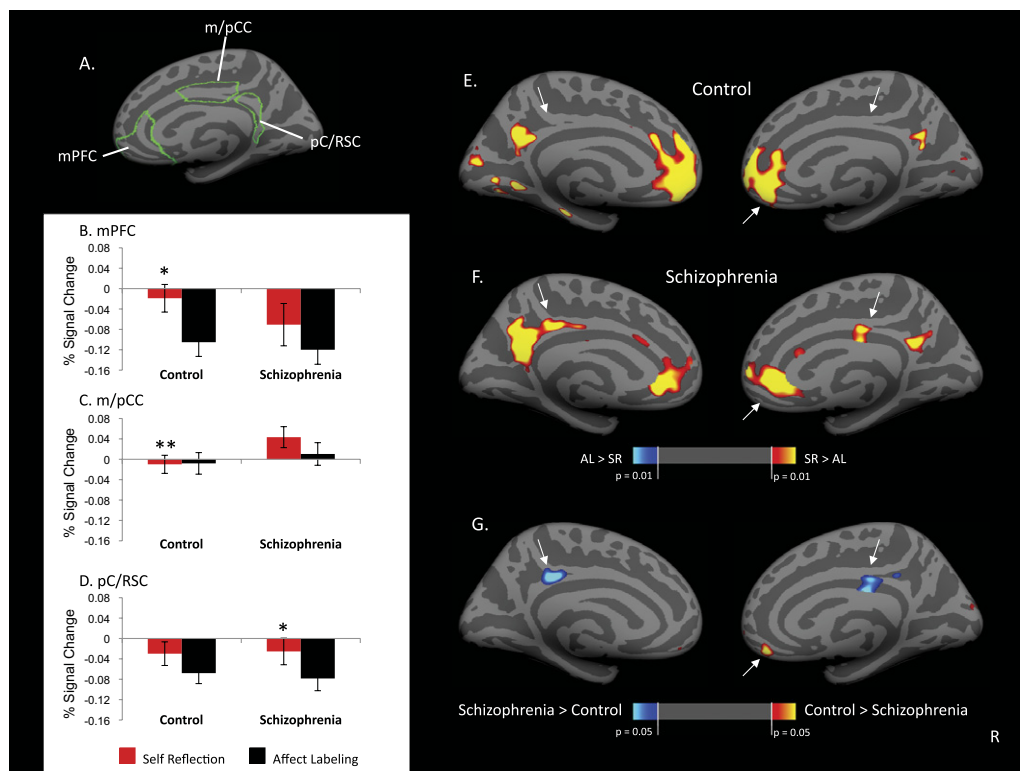 A.
m/pCC
mPFC
pC/RSC
B. mPFC
% Signal Change
0.08
0.04
0
-0.04
-0.08
-0.12
-0.16
*
Control
Schizophrenia
C. m/pCC
% Signal Change
0.08
0.04
0
-0.04
-0.08
-0.12
-0.16
**
Control
Schizophrenia
D. pC/RSC
% Signal Change
0.08
0.04
0
-0.04
-0.08
-0.12
-0.16
*
Control
Schizophrenia
Self Reflection
Affect Labeling
E.
Control
F.
Schizophrenia
AL > SR
SR > AL
p = 0.01
p = 0.01
G.
Schizophrenia > Control
Control > Schizophrenia
p = 0.05
p = 0.05
R